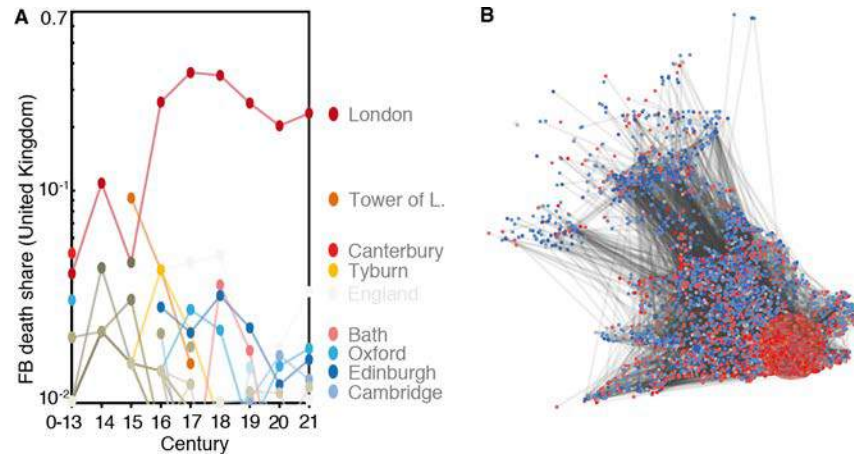 A
0.7
FB death share (United Kingdom)
10-1
10-2
0-13 14 15 16 17 18 19 20 21
Century
London
Tower of L.
Canterbury
Tyburn
England
Bath
Oxford
Edinburgh
Cambridge
B